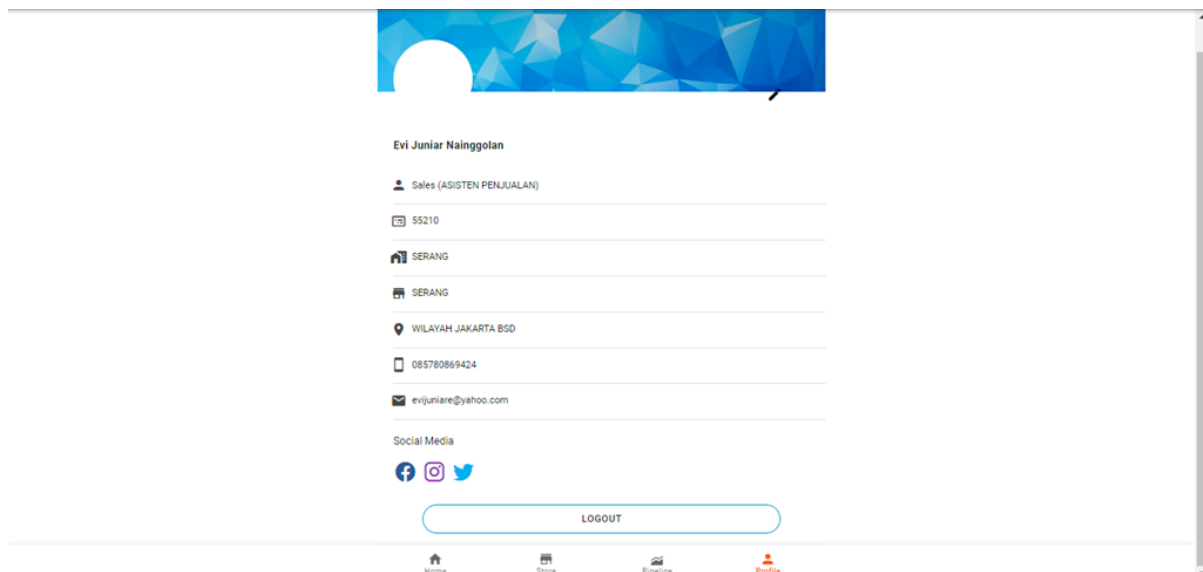 Evi Juniar Nainggolan
Sales (ASISTEN PENJUALAN)
55210
SERANG
SERANG
WILAYAH JAKARTA BSD
085780869424
evijuniare@yahoo.com
Social Media
LOGOUT
Home
Store
Pipeline
Profile